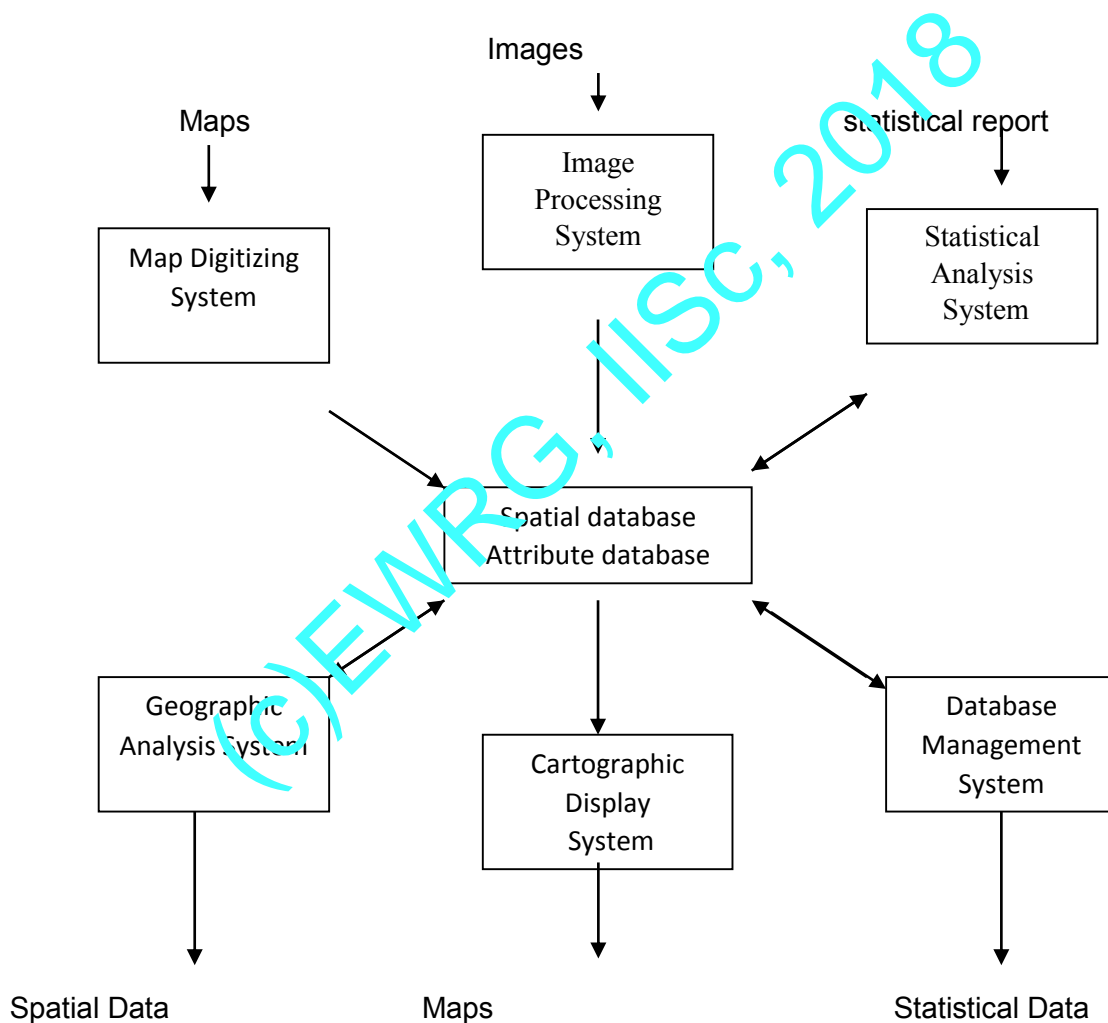 Images
Maps
statistical report
Image
Processing
System
Map Digitizing
System
Statistical
Analysis
System
Spatial database
Attribute database
Geographic
Analysis System
Cartographic
Display
System
Database
Management
System
Spatial Data
Maps
Statistical Data
(c)EWRG, IISc, 2018